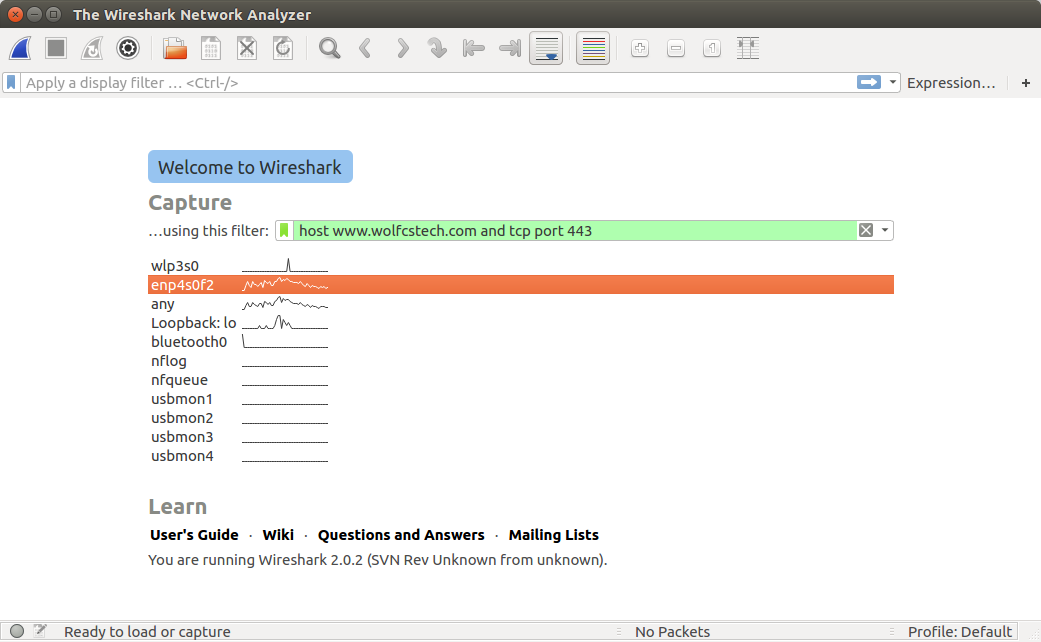 The Wireshark Network Analyzer
Apply a display filter … <Ctrl-/>
Expression… +
Welcome to Wireshark
Capture
…using this filter: host www.wolfcstech.com and tcp port 443
wlp3s0
enp4s0f2
any
Loopback: lo
bluetooth0
nflog
nfqueue
usbmon1
usbmon2
usbmon3
usbmon4
Learn
User's Guide · Wiki · Questions and Answers · Mailing Lists
You are running Wireshark 2.0.2 (SVN Rev Unknown from unknown).
Ready to load or capture No Packets Profile: Default